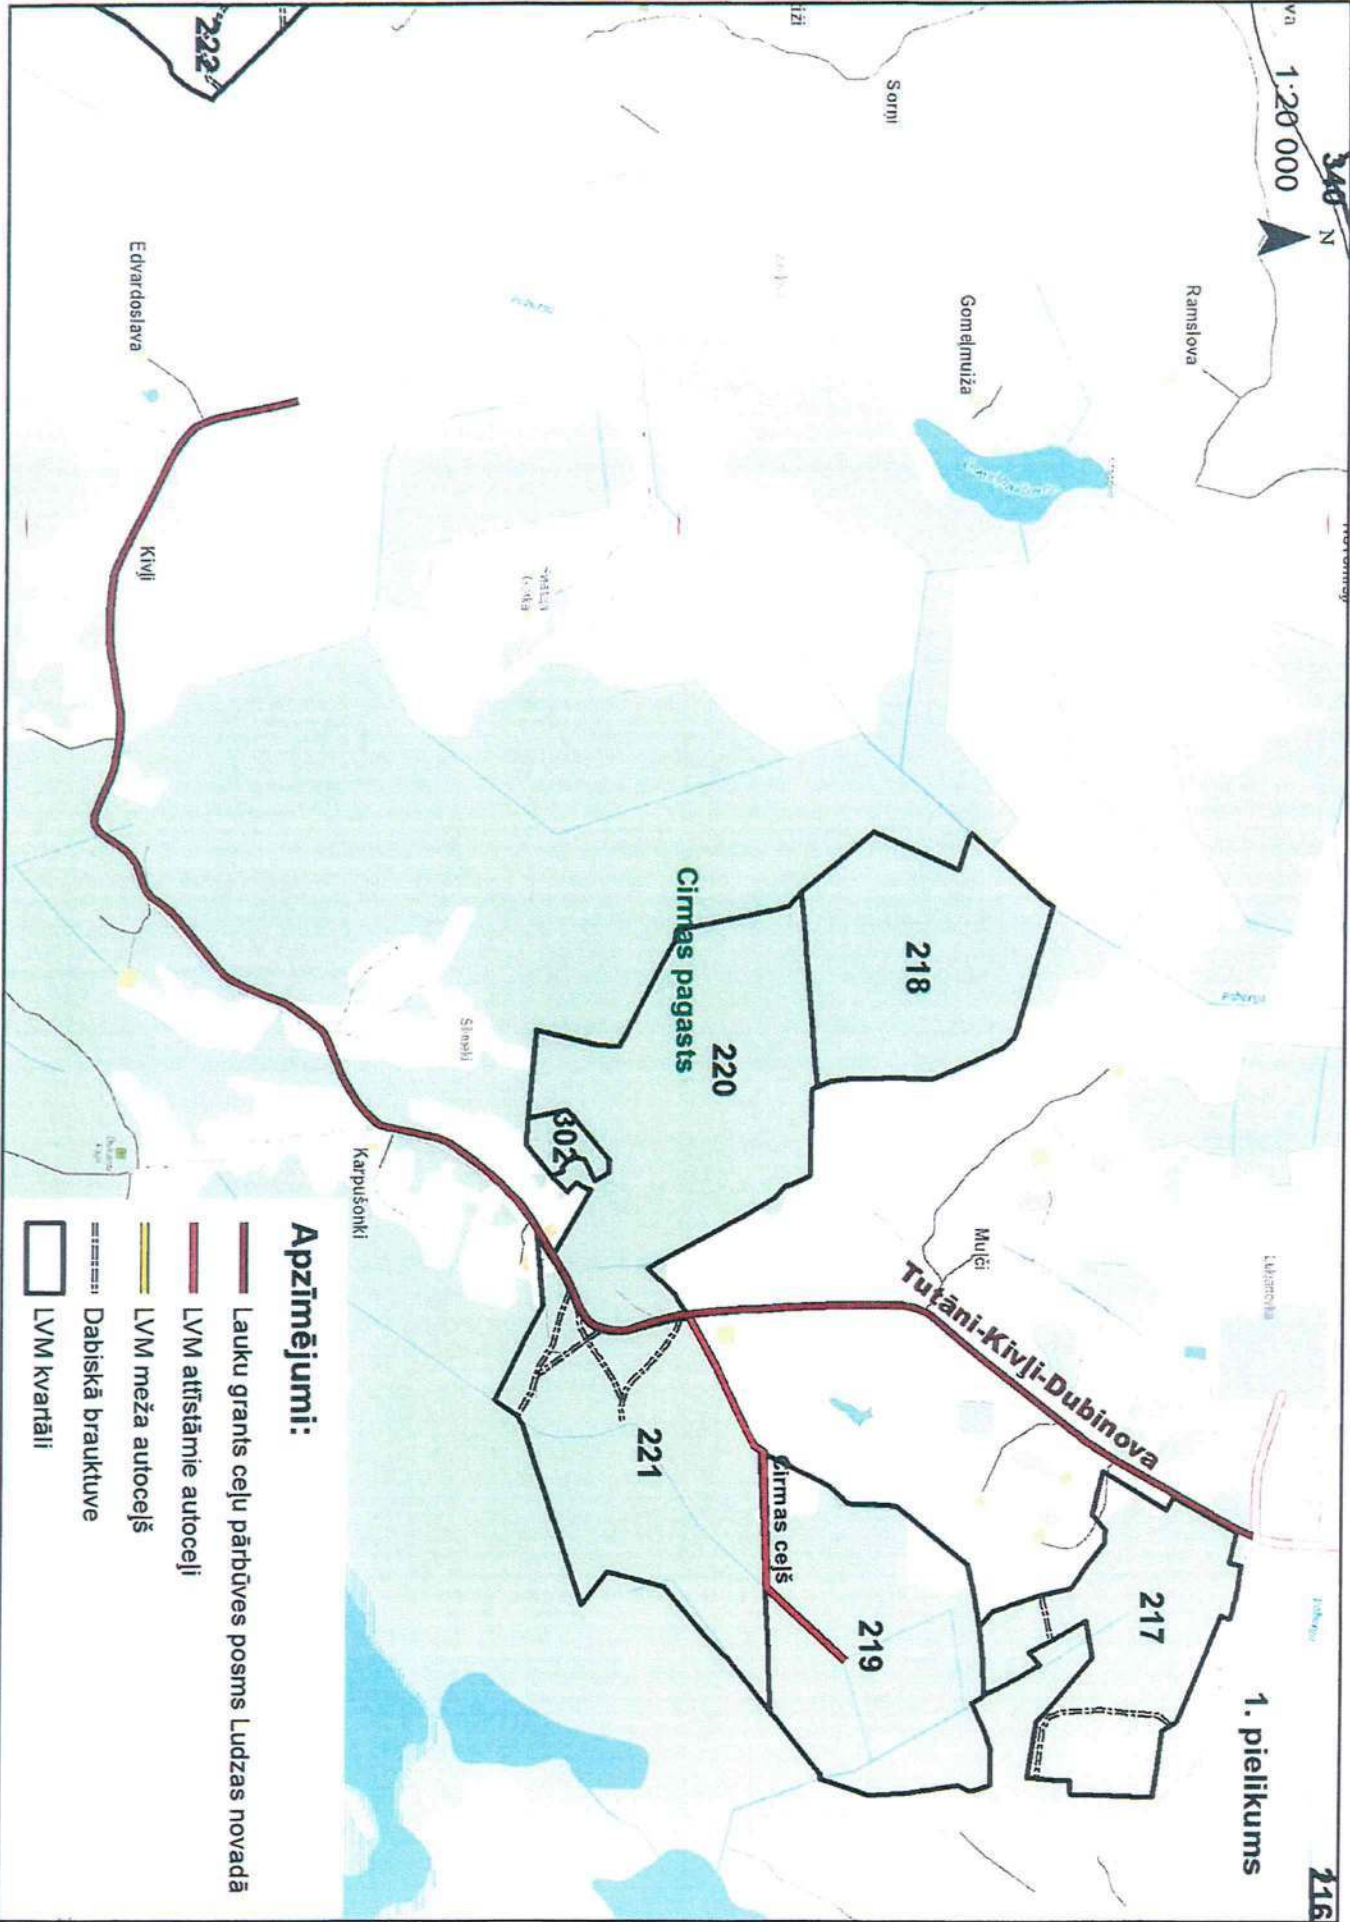 340
216
1:20 000
N
1. pielikums
va
Ramslova
217
Sorņi
Gomeļmuiža
Muļči
Tutāni-Kivļi-Dubinova
218
219
Cirmas ceļš
220
Cirmas pagasts
221
302
Karpušonki
Kivļi
Edvardoslava
222
Apzīmējumi:
Lauku grants ceļu pārbūves posms Ludzas novadā
LVM attīstāmie autoceļi
LVM meža autoceļš
Dabiskā brauktuve
LVM kvartāli